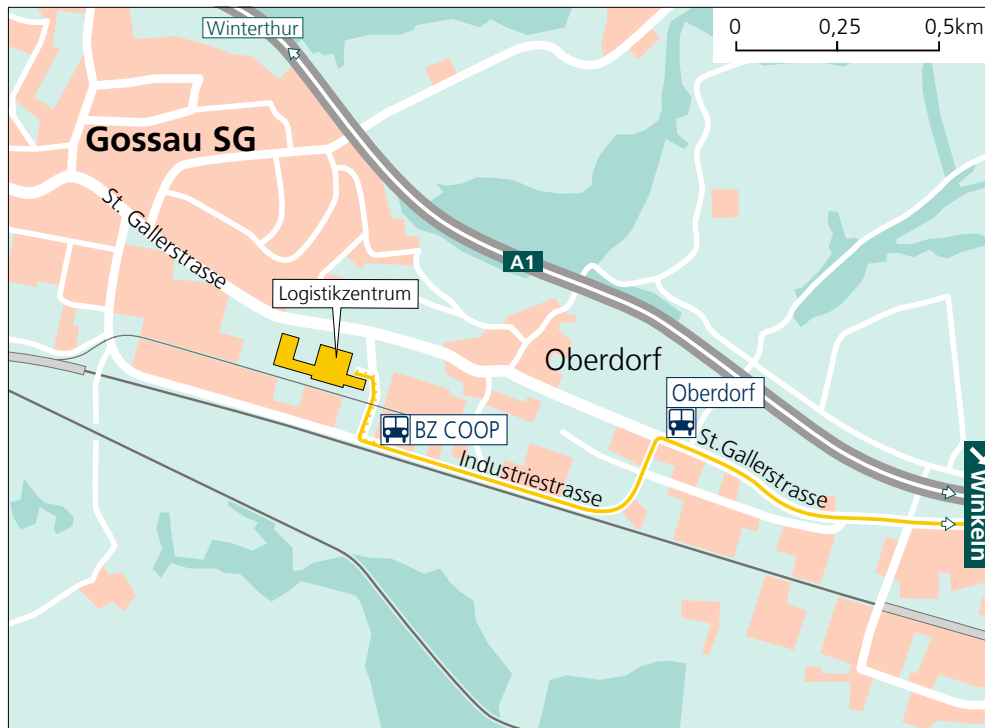 Winterthur
0 0,25 0,5km
Gossau SG
St. Gallerstrasse
A1
Logistikzentrum
Oberdorf
Oberdorf
BZ COOP
St.Gallerstrasse
Industriestrasse
Winkeln